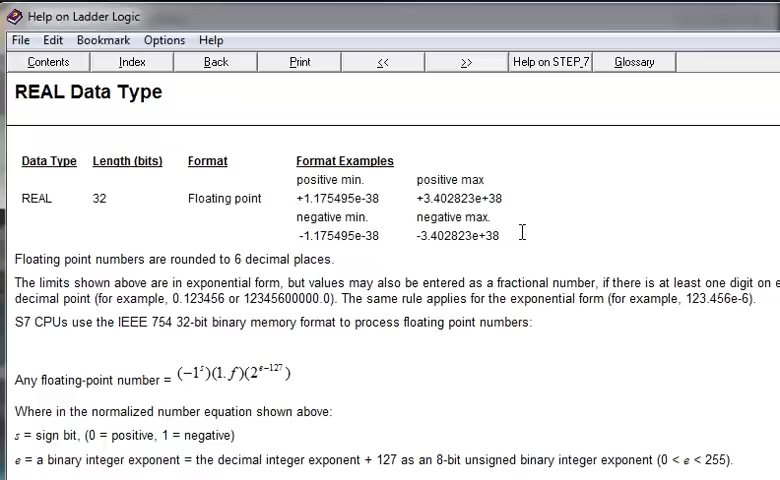 Help on Ladder Logic
File Edit Bookmark Options Help
Contents Index Back Print << >> Help on STEP_7 Glossary
REAL Data Type
Data Type Length (bits) Format Format Examples
positive min. positive max
REAL 32 Floating point +1.175495e-38 +3.402823e+38
negative min. negative max.
-1.175495e-38 -3.402823e+38
Floating point numbers are rounded to 6 decimal places.
The limits shown above are in exponential form, but values may also be entered as a fractional number, if there is at least one digit on
decimal point (for example, 0.123456 or 12345600000.0). The same rule applies for the exponential form (for example, 123.456e-6).
S7 CPUs use the IEEE 754 32-bit binary memory format to process floating point numbers:
Any floating-point number = (−1ˢ)(1.f)(2ᵉ⁻¹²⁷)
Where in the normalized number equation shown above:
s = sign bit, (0 = positive, 1 = negative)
e = a binary integer exponent = the decimal integer exponent + 127 as an 8-bit unsigned binary integer exponent (0 < e < 255).